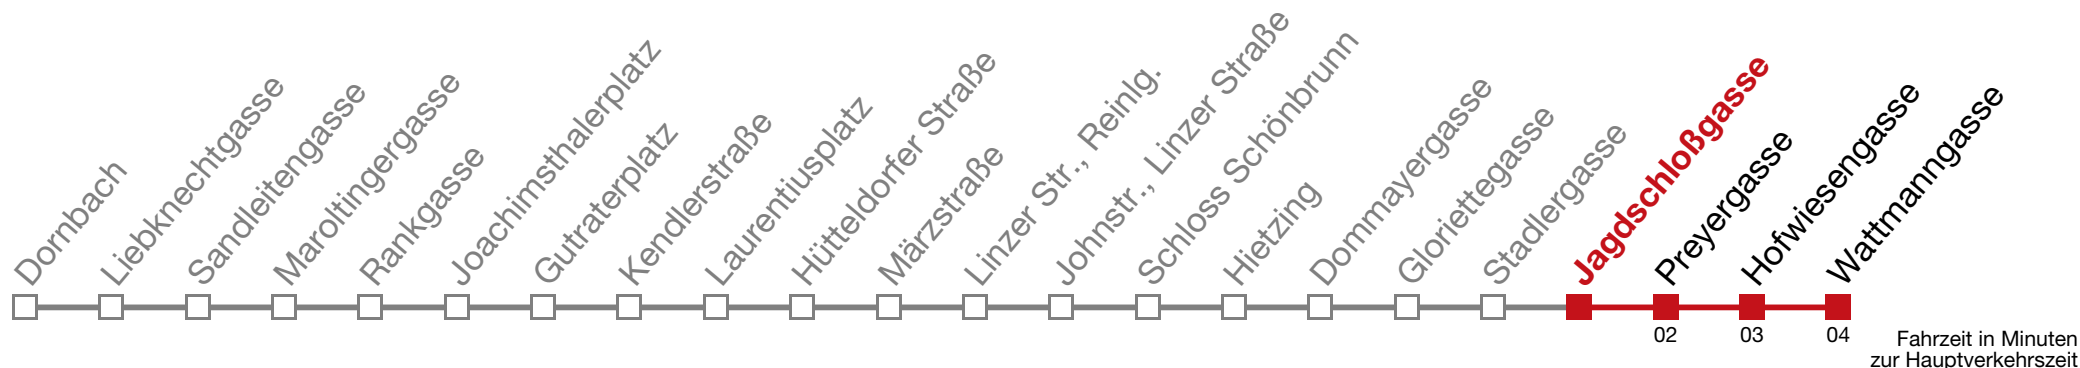 Dornbach
Liebknechtgasse
Sandleitengasse
Maroltingergasse
Rankgasse
Joachimsthalerplatz
Gutraterplatz
Kendlerstraße
Laurentiusplatz
Hütteldorfer Straße
Märzstraße
Linzer Str., Reinlg.
Johnstr., Linzer Straße
Schloss Schönbrunn
Hietzing
Dommayergasse
Gloriettegasse
Stadlergasse
Jagdschloßgasse
Preyergasse
Hofwiesengasse
Wattmanngasse
02 03 04
Fahrzeit in Minuten
zur Hauptverkehrszeit